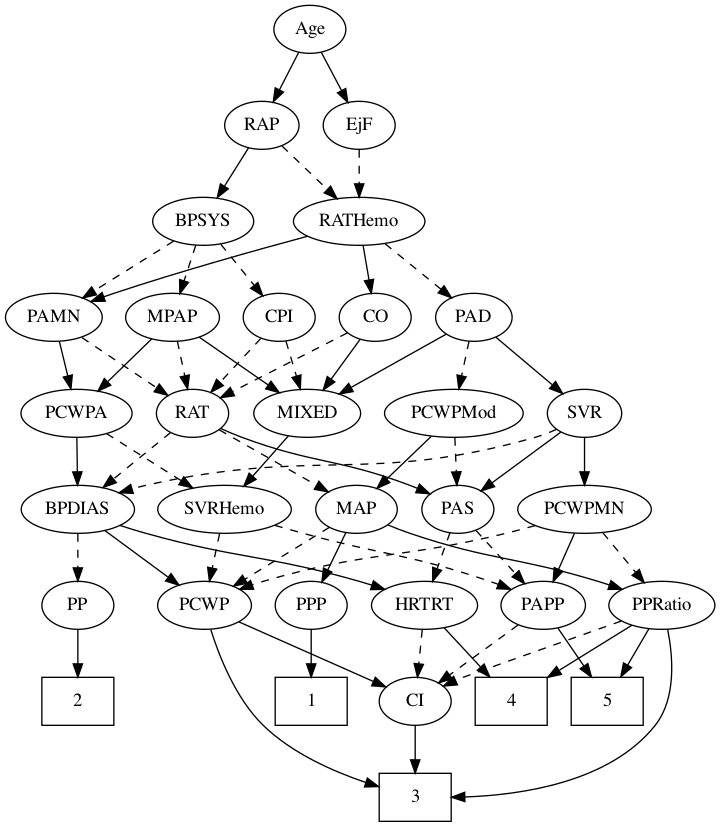 Age
RAP
EjF
BPSYS
RATHemo
PAMN
MPAP
CPI
CO
PAD
PCWPA
RAT
MIXED
PCWPMod
SVR
BPDIAS
SVRHemo
MAP
PAS
PCWPMN
PP
PCWP
PPP
HRTRT
PAPP
PPRatio
2
1
CI
4
5
3